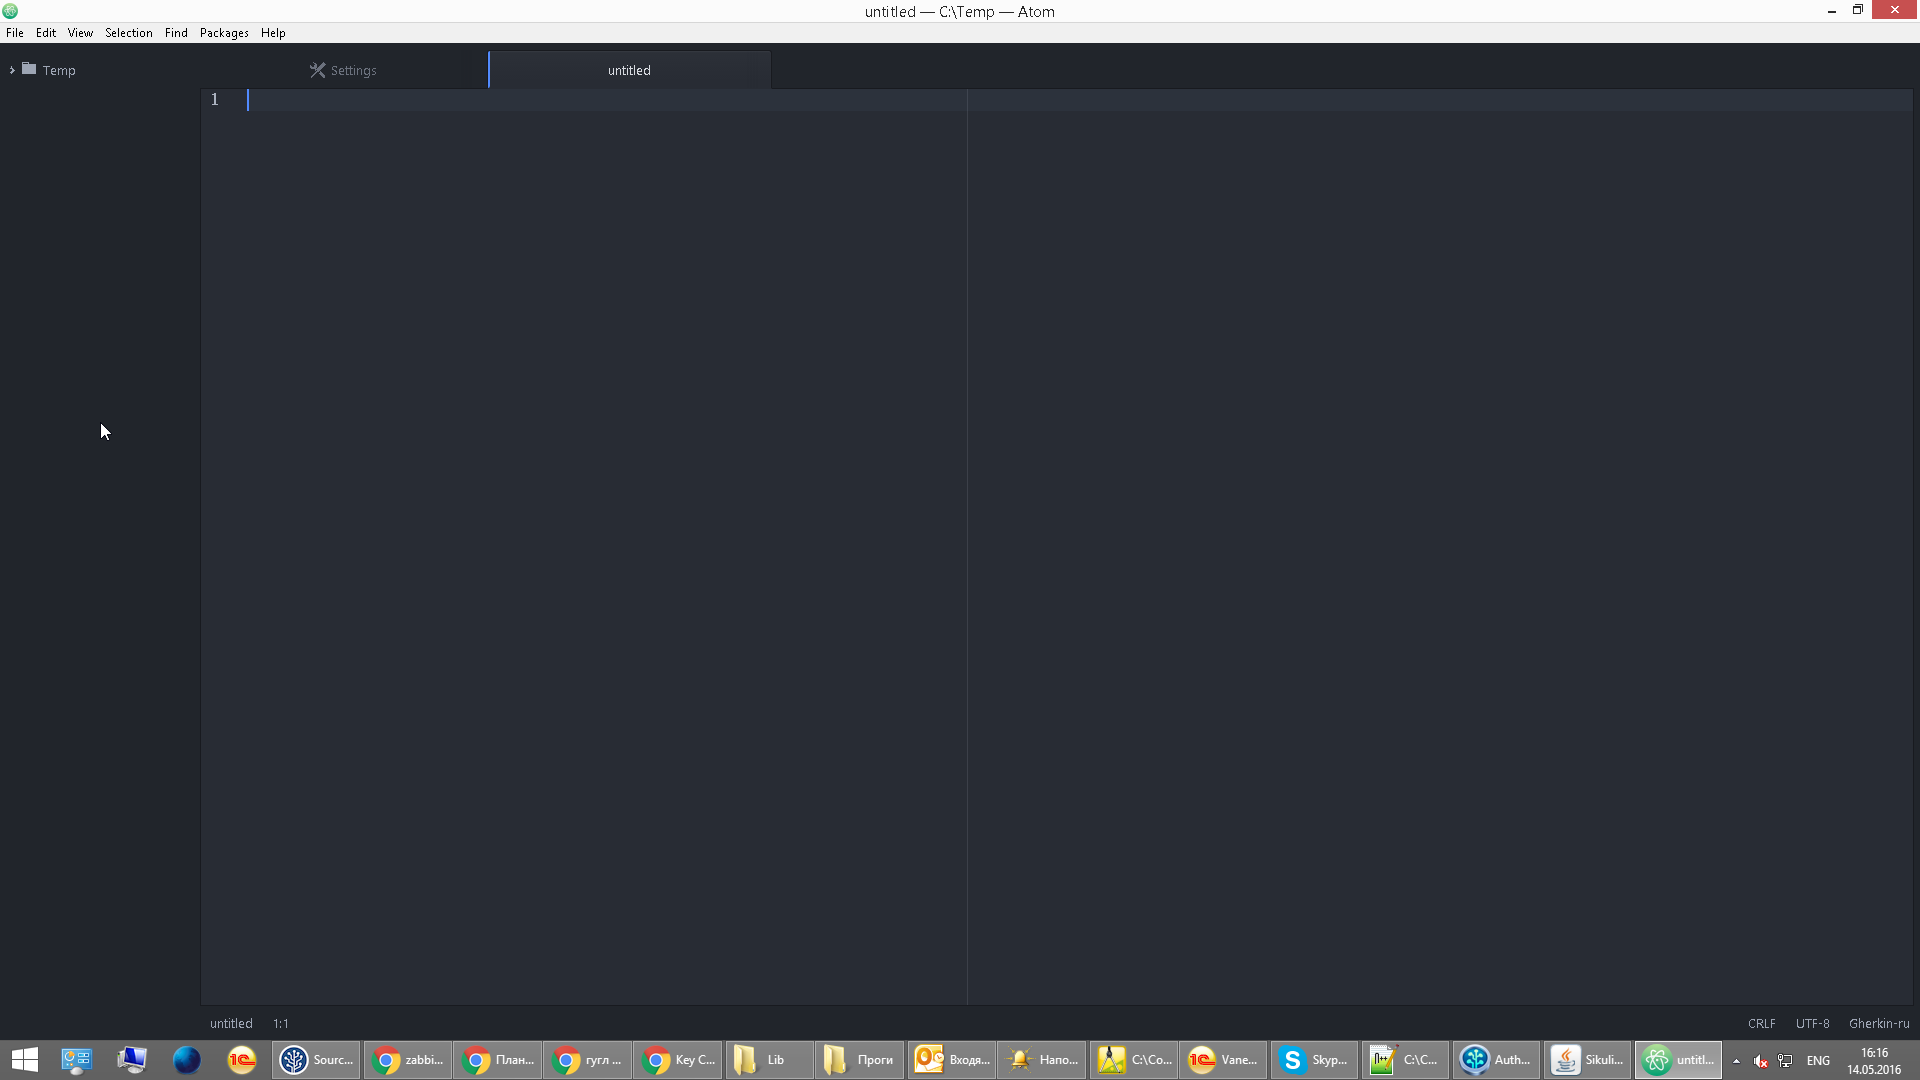 untitled — C:\Temp — Atom
File Edit View Selection Find Packages Help
Temp Settings untitled
1
untitled 1:1 CRLF UTF-8 Gherkin-ru
Sourc... zabbi... План... гугл ... Key C... Lib Проги Входя... Напо... C:\Co... Vane... Skyp... C:\C... Auth... Sikuli... untitl... ENG 16:16
14.05.2016